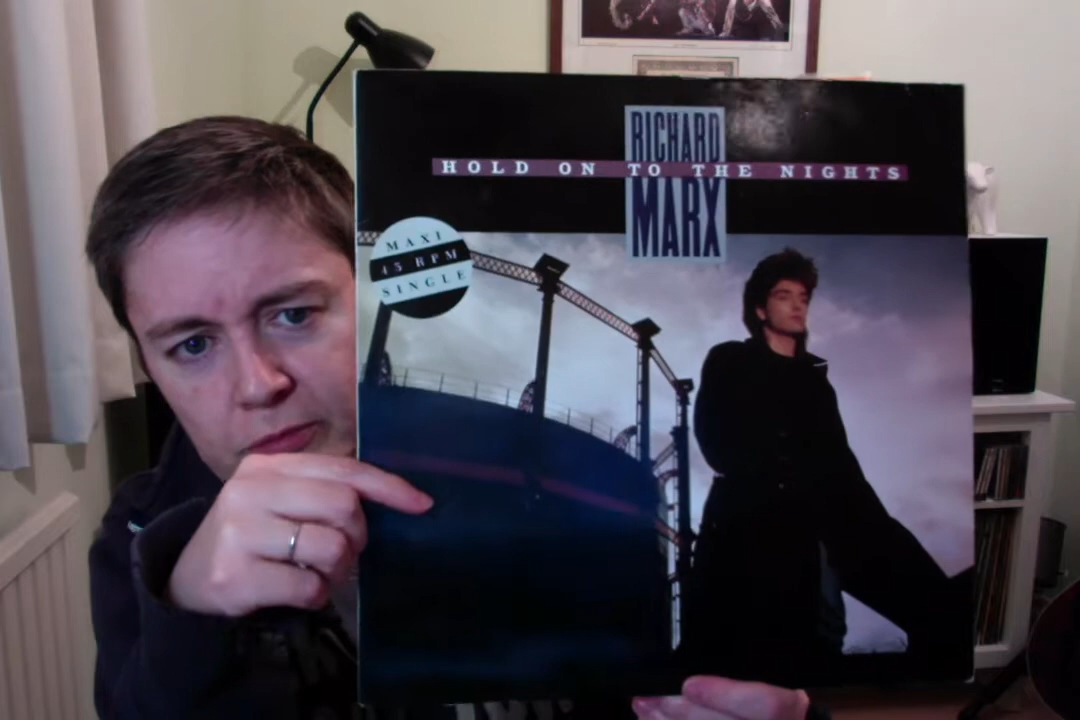 RICHARD
HOLD ON TO THE NIGHTS
MARX
MAXI
45 RPM
SINGLE